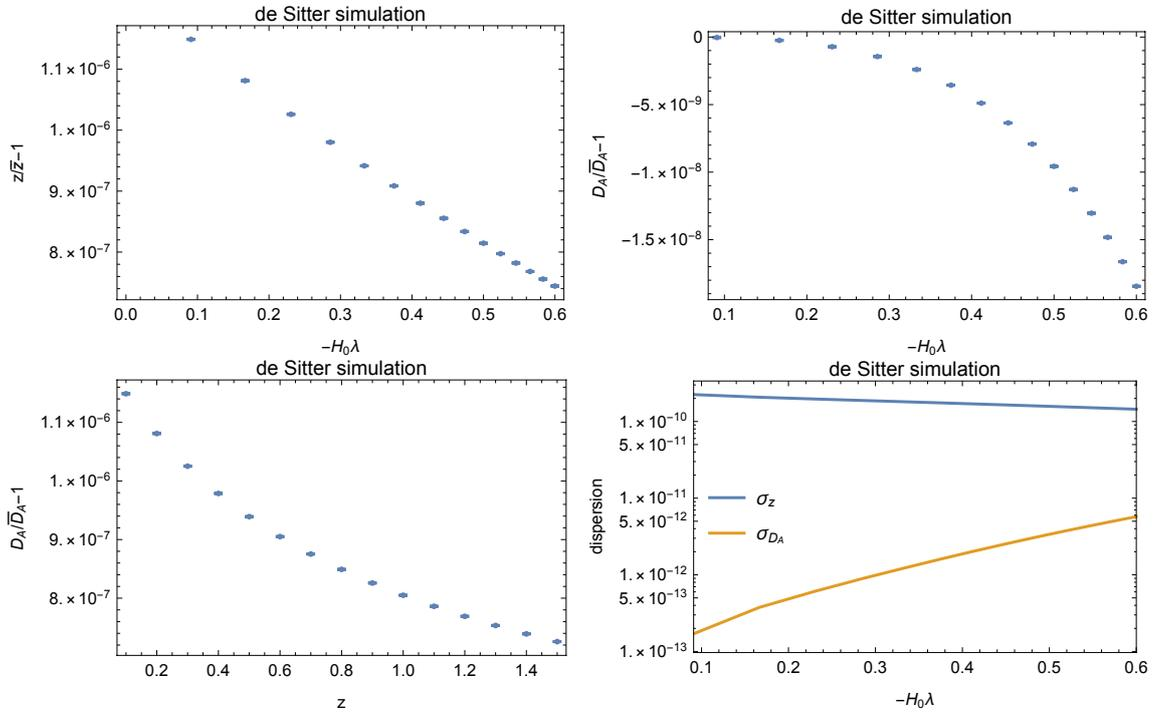 de Sitter simulation
z/z̅−1
1.1×10⁻⁶
1.×10⁻⁶
9.×10⁻⁷
8.×10⁻⁷
0.0 0.1 0.2 0.3 0.4 0.5 0.6
−H₀λ
de Sitter simulation
D_A/D̅_A−1
0
−5.×10⁻⁹
−1.×10⁻⁸
−1.5×10⁻⁸
0.1 0.2 0.3 0.4 0.5 0.6
−H₀λ
de Sitter simulation
D_A/D̅_A−1
1.1×10⁻⁶
1.×10⁻⁶
9.×10⁻⁷
8.×10⁻⁷
0.2 0.4 0.6 0.8 1.0 1.2 1.4
z
de Sitter simulation
dispersion
1.×10⁻¹⁰
5.×10⁻¹¹
1.×10⁻¹¹
5.×10⁻¹²
1.×10⁻¹²
5.×10⁻¹³
1.×10⁻¹³
σ_z
σ_{D_A}
0.1 0.2 0.3 0.4 0.5 0.6
−H₀λ